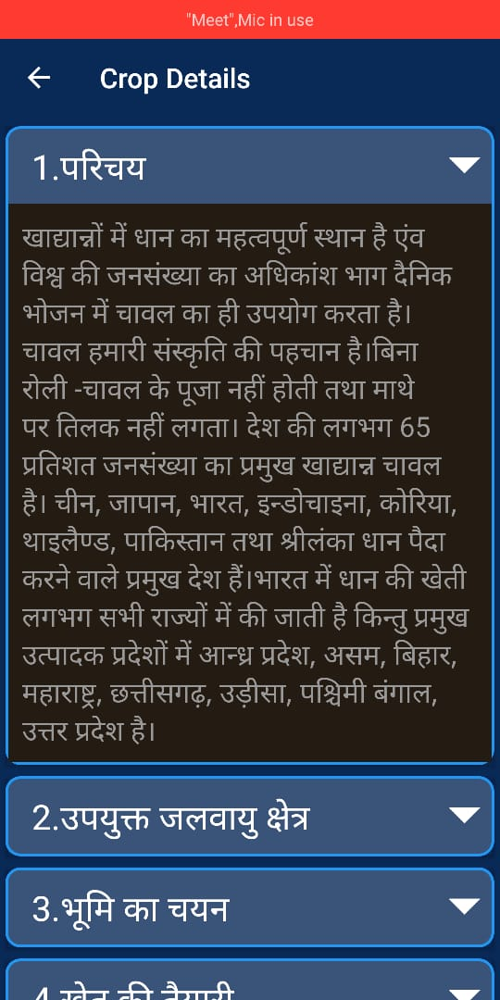 "Meet",Mic in use
Crop Details
1.परिचय
खाद्यान्नों में धान का महत्वपूर्ण स्थान है एंव
विश्व की जनसंख्या का अधिकांश भाग दैनिक
भोजन में चावल का ही उपयोग करता है।
चावल हमारी संस्कृति की पहचान है।बिना
रोली -चावल के पूजा नहीं होती तथा माथे
पर तिलक नहीं लगता। देश की लगभग 65
प्रतिशत जनसंख्या का प्रमुख खाद्यान्न चावल
है। चीन, जापान, भारत, इन्डोचाइना, कोरिया,
थाइलैण्ड, पाकिस्तान तथा श्रीलंका धान पैदा
करने वाले प्रमुख देश हैं।भारत में धान की खेती
लगभग सभी राज्यों में की जाती है किन्तु प्रमुख
उत्पादक प्रदेशों में आन्ध्र प्रदेश, असम, बिहार,
महाराष्ट्र, छत्तीसगढ़, उड़ीसा, पश्चिमी बंगाल,
उत्तर प्रदेश है।
2.उपयुक्त जलवायु क्षेत्र
3.भूमि का चयन
4.खेत की तैयारी